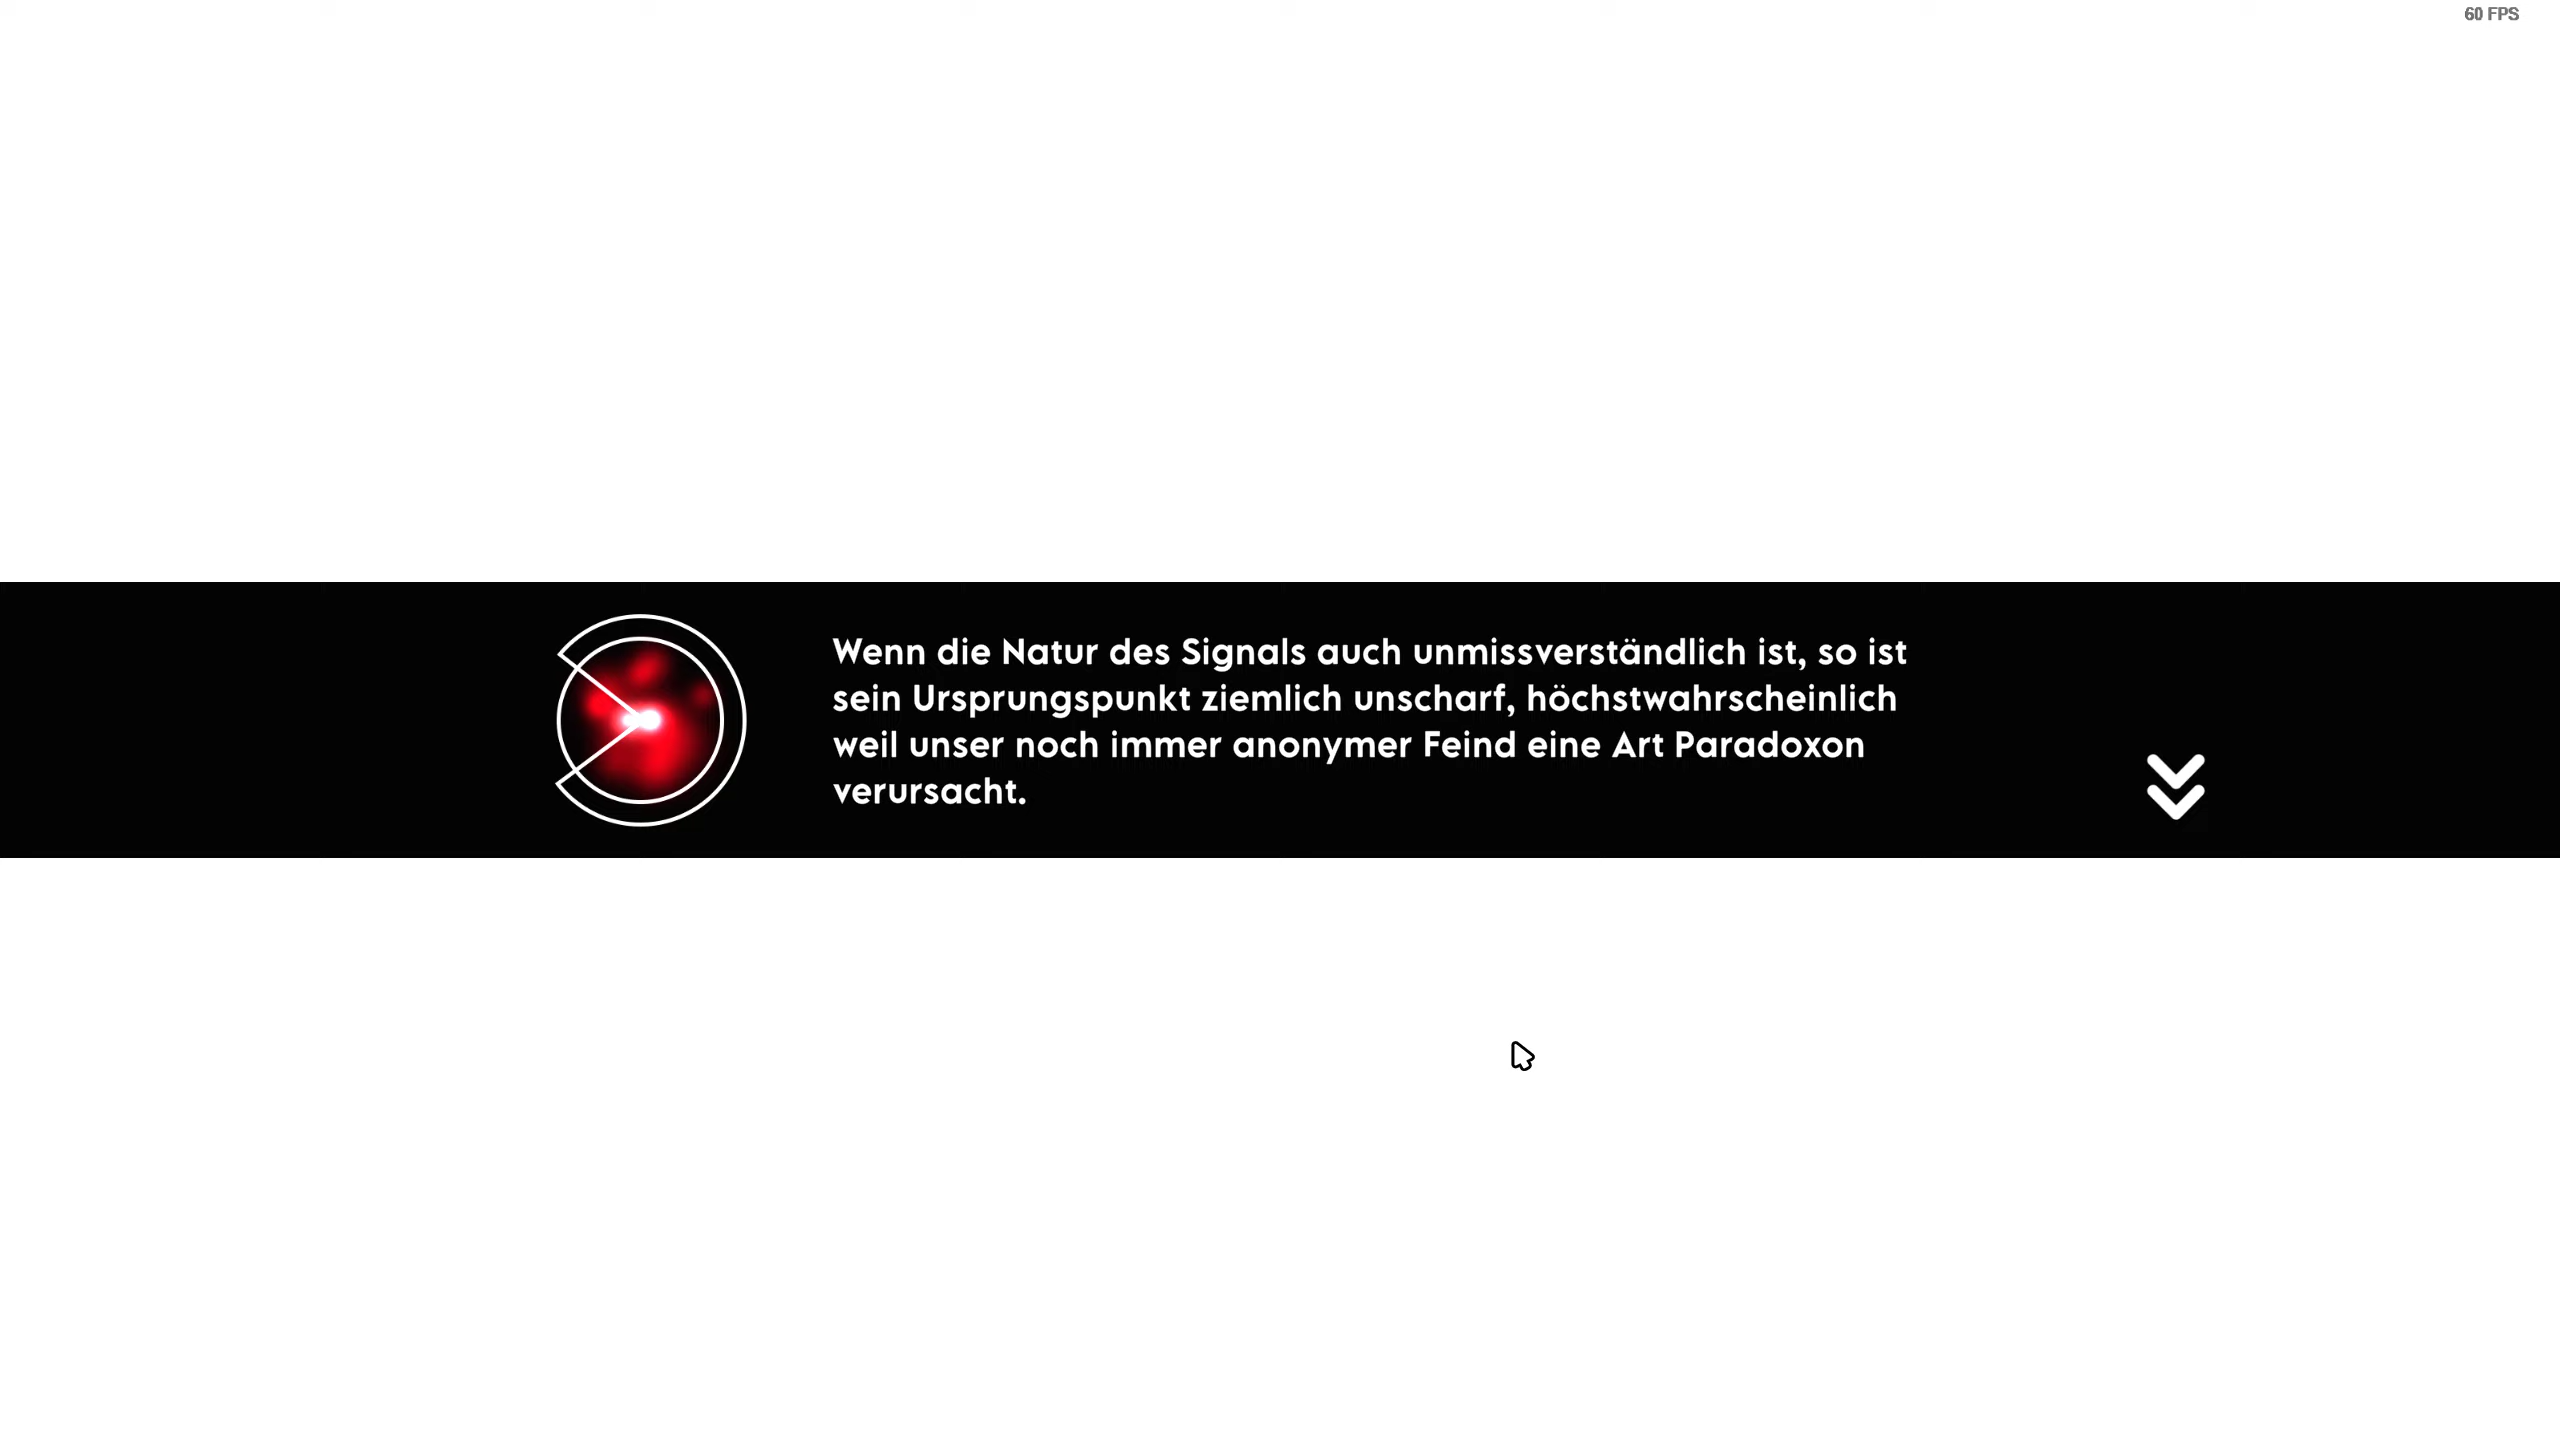 60 FPS
Wenn die Natur des Signals auch unmissverständlich ist, so ist
sein Ursprungspunkt ziemlich unscharf, höchstwahrscheinlich
weil unser noch immer anonymer Feind eine Art Paradoxon
verursacht.